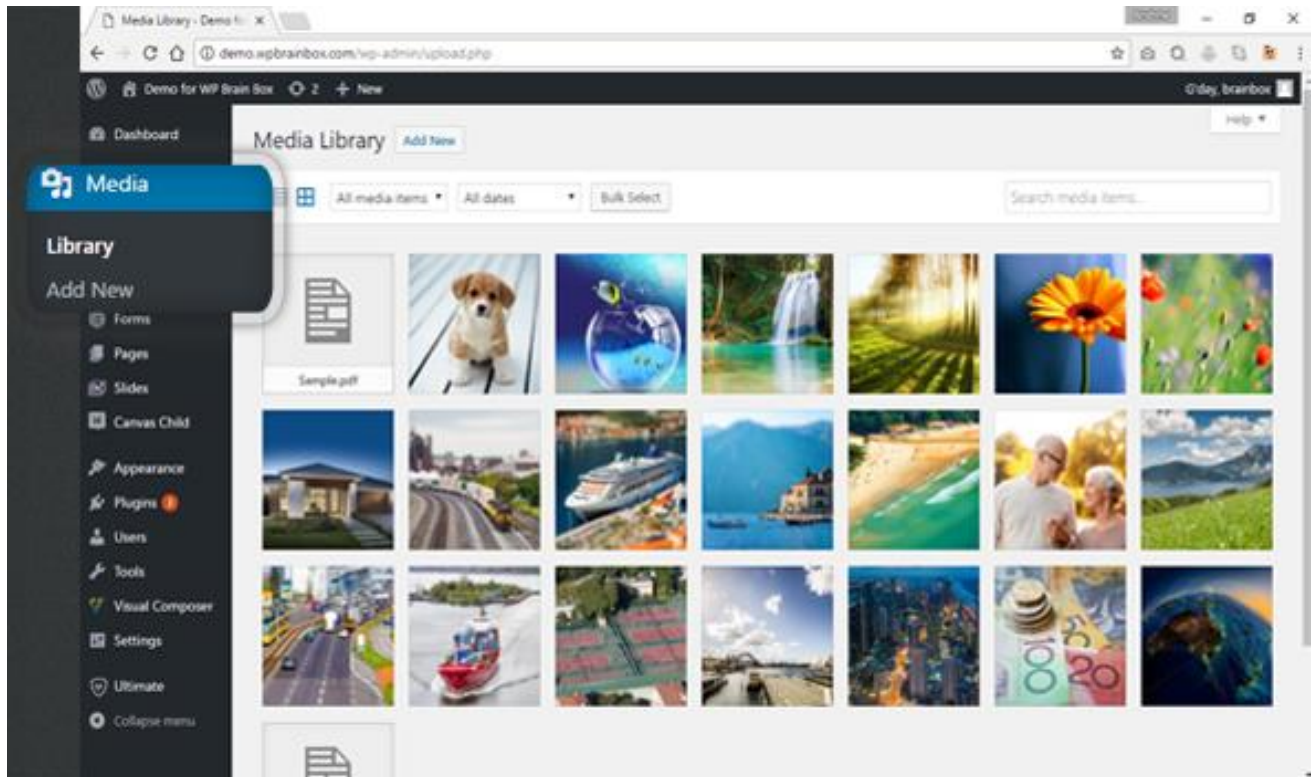 Media Library - Demo f
demo.wpbrainbox.com/wp-admin/upload.php
Demo for WP Brain Box 2 + New
G'day, brainbox
Dashboard
Help
Media Library Add New
Media
All media items All dates Bulk Select
Search media items...
Library
Add New
Forms
Pages
Sample.pdf
Slides
Canvas Child
Appearance
Plugins
Users
Tools
Visual Composer
Settings
10
20
Ultimate
Collapse menu